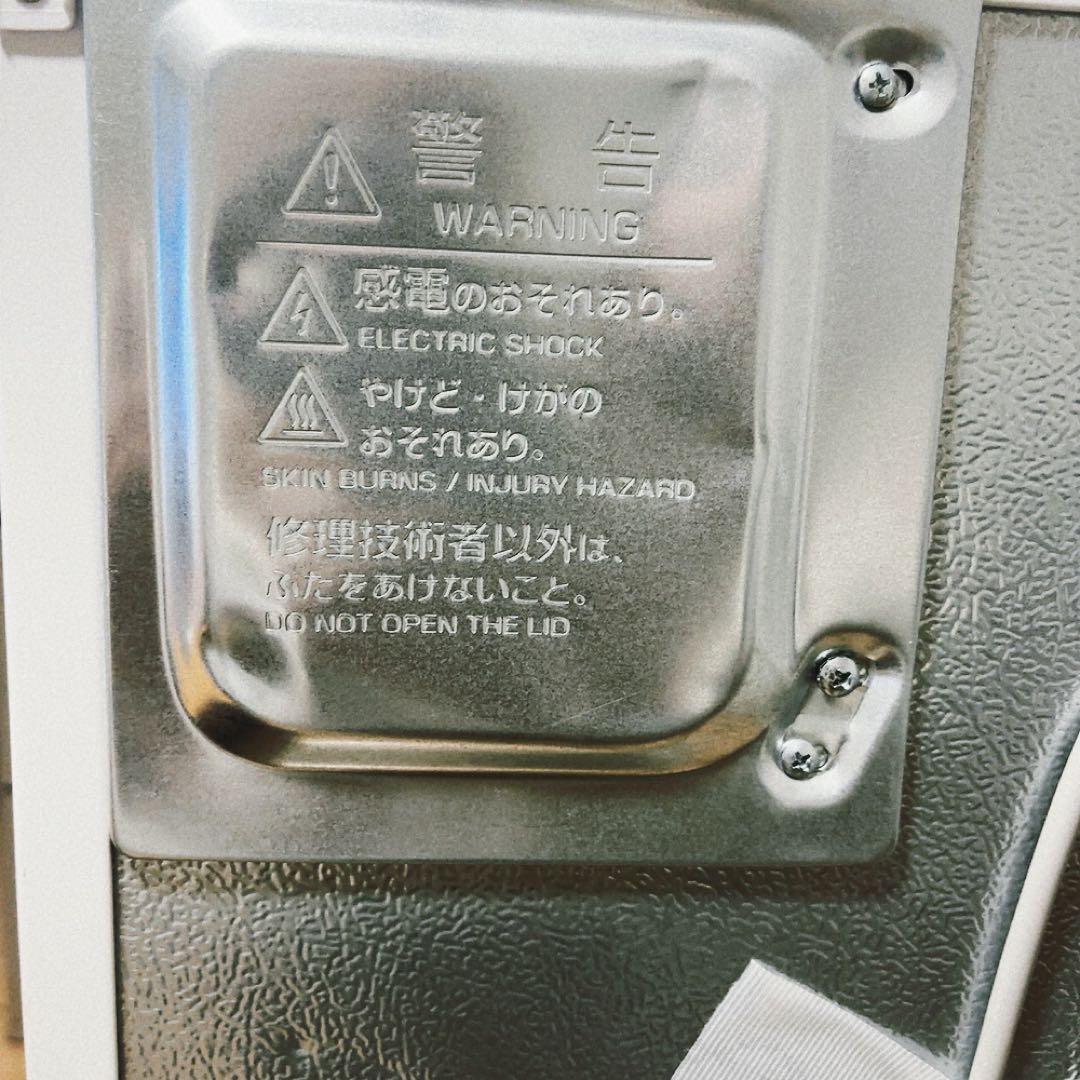 警告
WARNING
感電のおそれあり。
ELECTRIC SHOCK
やけど・けがの
おそれあり。
SKIN BURNS / INJURY HAZARD
修理技術者以外は、
ふたをあけないこと。
DO NOT OPEN THE LID